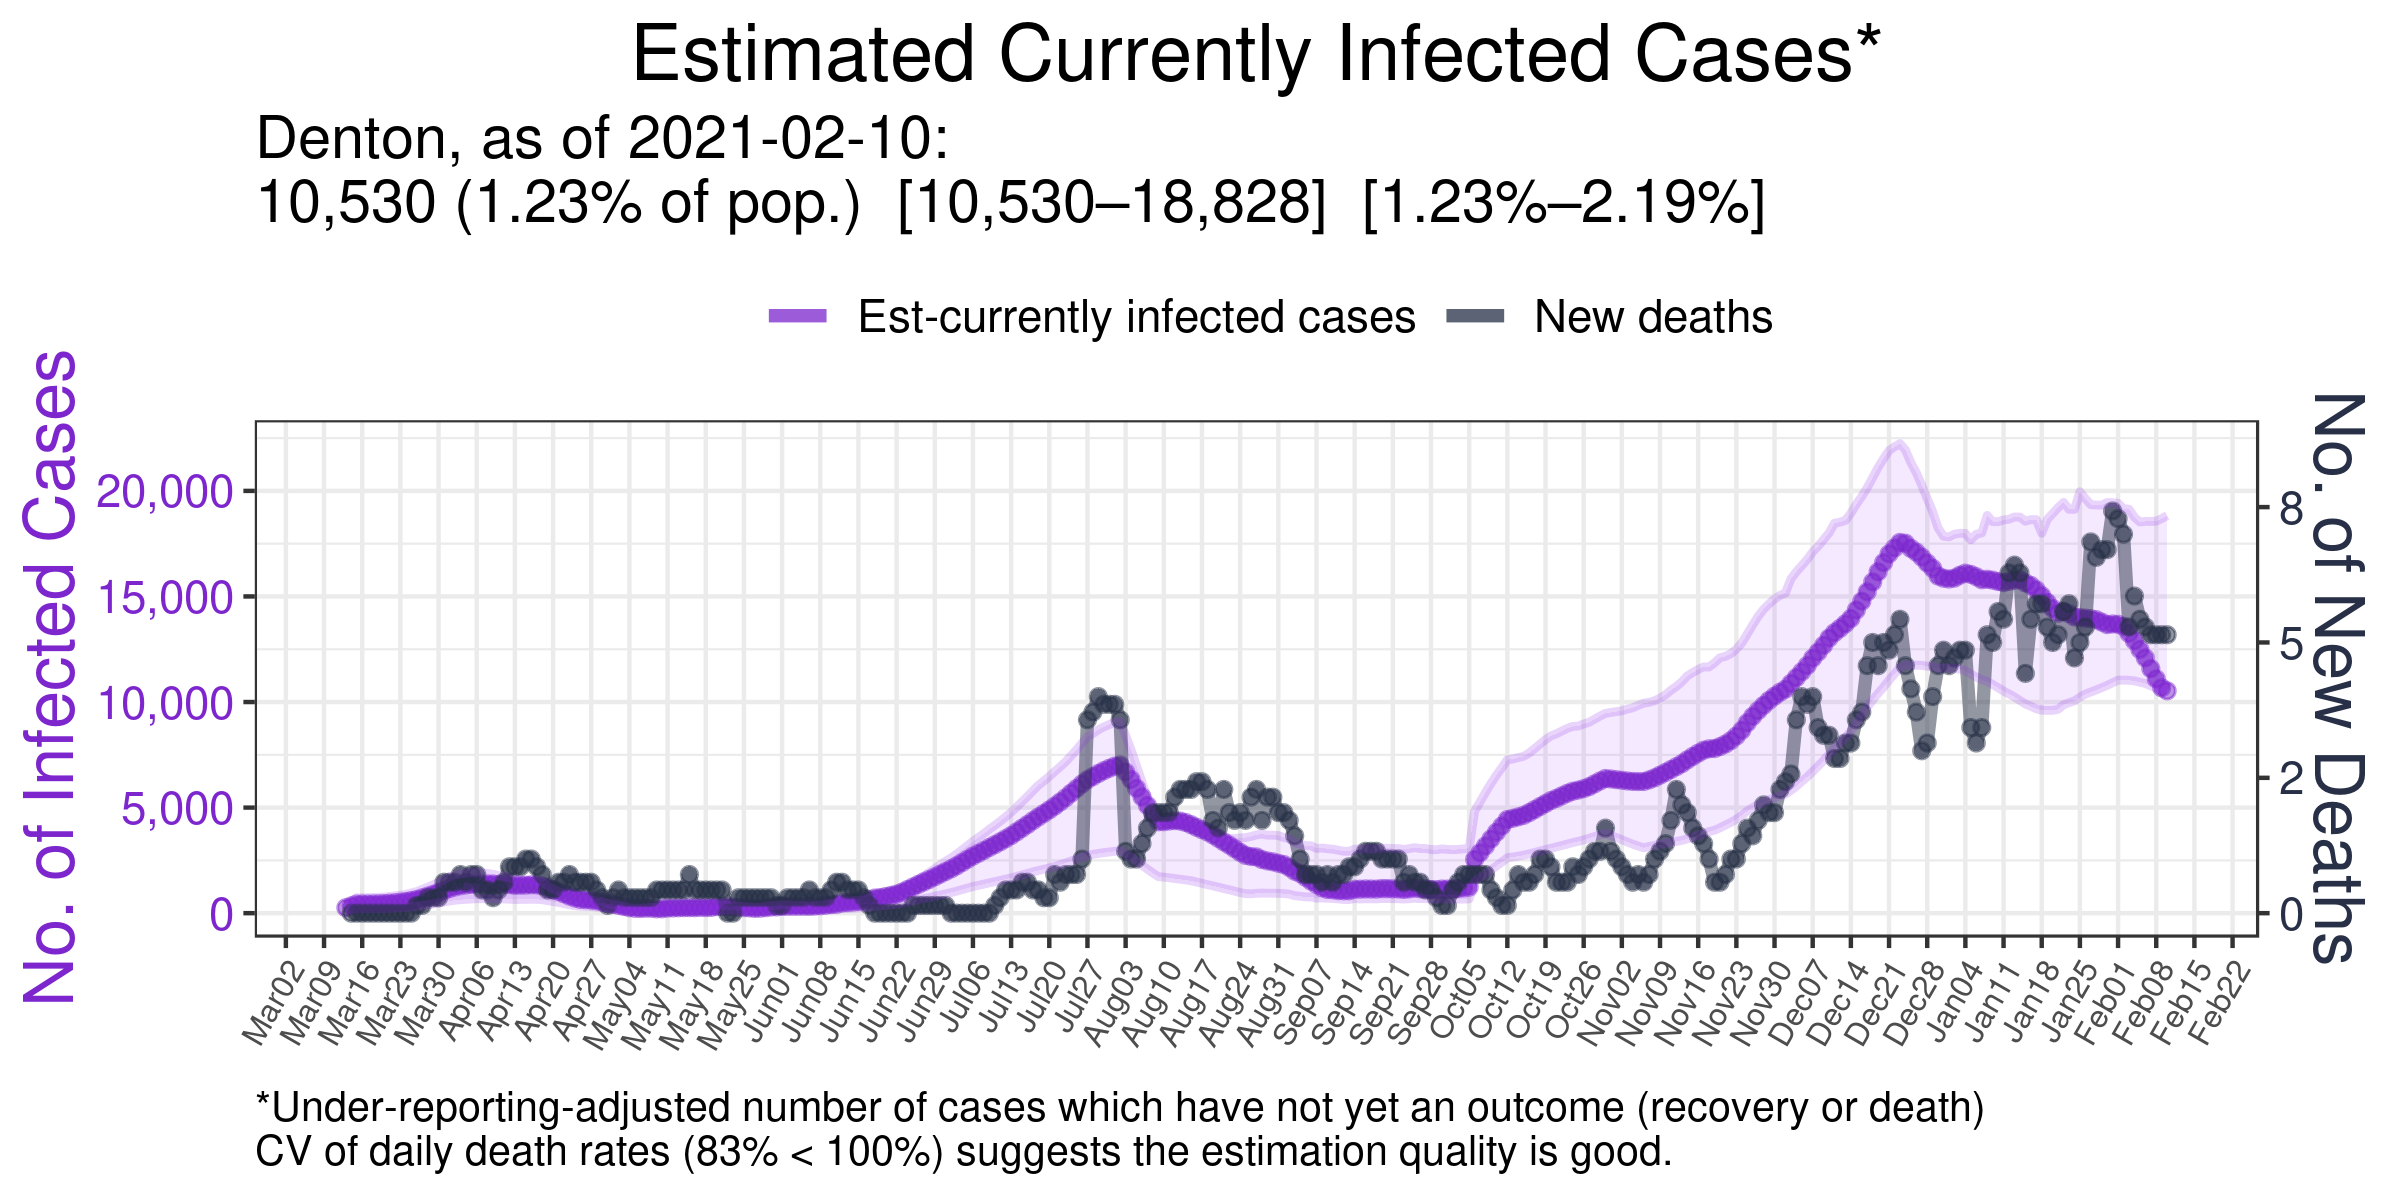 Estimated Currently Infected Cases*
Denton, as of 2021-02-10:
10,530 (1.23% of pop.)  [10,530–18,828]  [1.23%–2.19%]
Est-currently infected cases
New deaths
No. of Infected Cases
20,000
15,000
10,000
5,000
0
8
5
2
0
No. of New Deaths
Mar02
Mar09
Mar16
Mar23
Mar30
Apr06
Apr13
Apr20
Apr27
May04
May11
May18
May25
Jun01
Jun08
Jun15
Jun22
Jun29
Jul06
Jul13
Jul20
Jul27
Aug03
Aug10
Aug17
Aug24
Aug31
Sep07
Sep14
Sep21
Sep28
Oct05
Oct12
Oct19
Oct26
Nov02
Nov09
Nov16
Nov23
Nov30
Dec07
Dec14
Dec21
Dec28
Jan04
Jan11
Jan18
Jan25
Feb01
Feb08
Feb15
Feb22
*Under-reporting-adjusted number of cases which have not yet an outcome (recovery or death)
CV of daily death rates (83% < 100%) suggests the estimation quality is good.